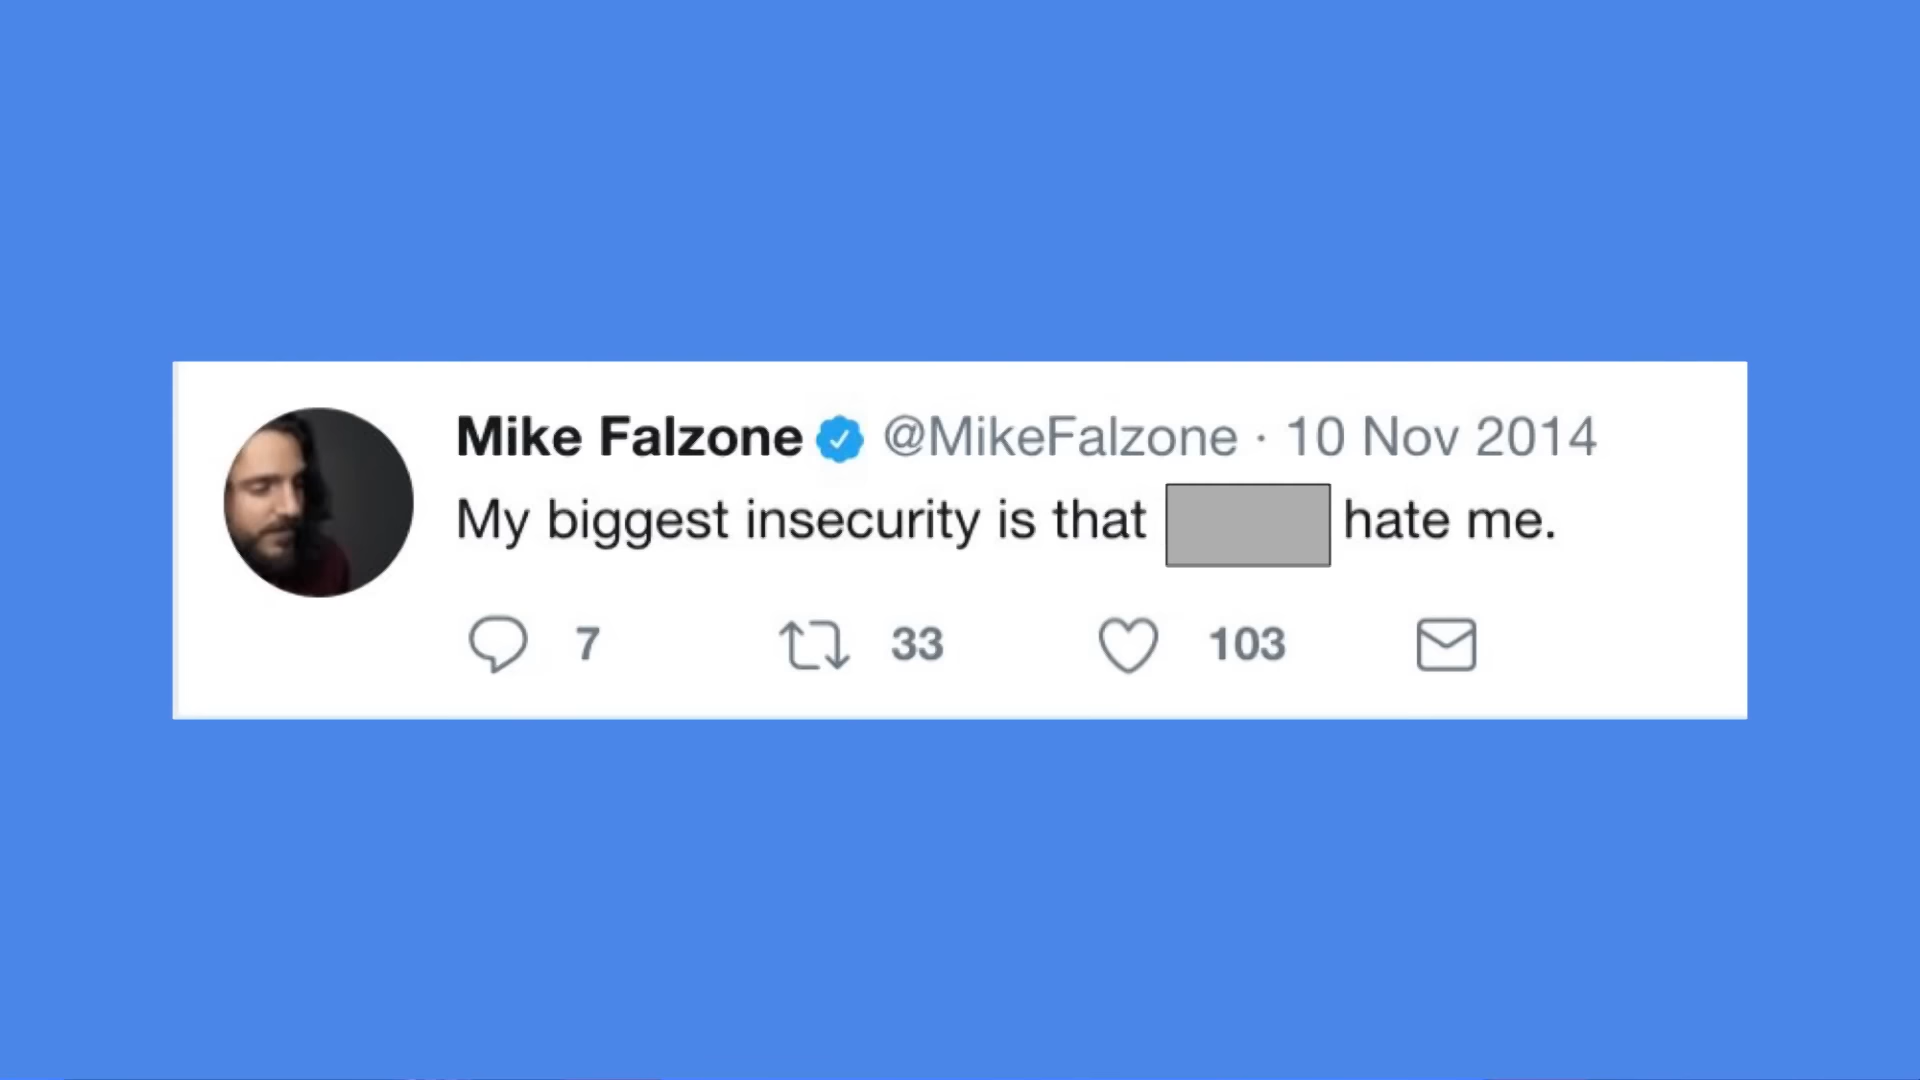 Mike Falzone @MikeFalzone · 10 Nov 2014
My biggest insecurity is that hate me.
7 33 103